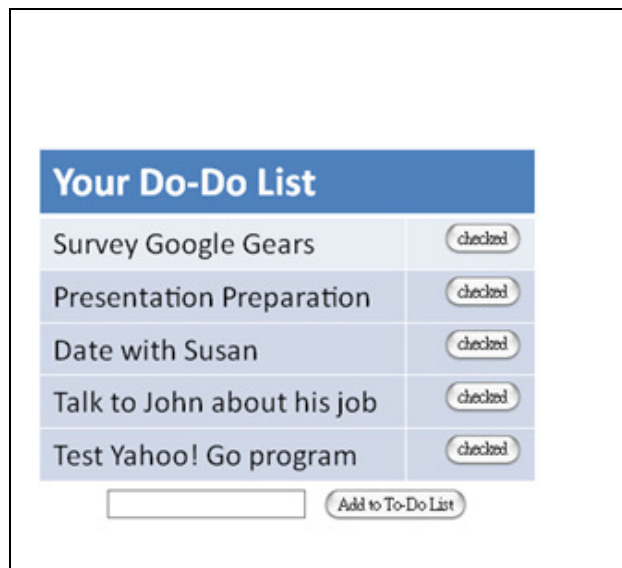 Your Do-Do List
Survey Google Gears checked
Presentation Preparation checked
Date with Susan checked
Talk to John about his job checked
Test Yahoo! Go program checked
Add to To-Do List